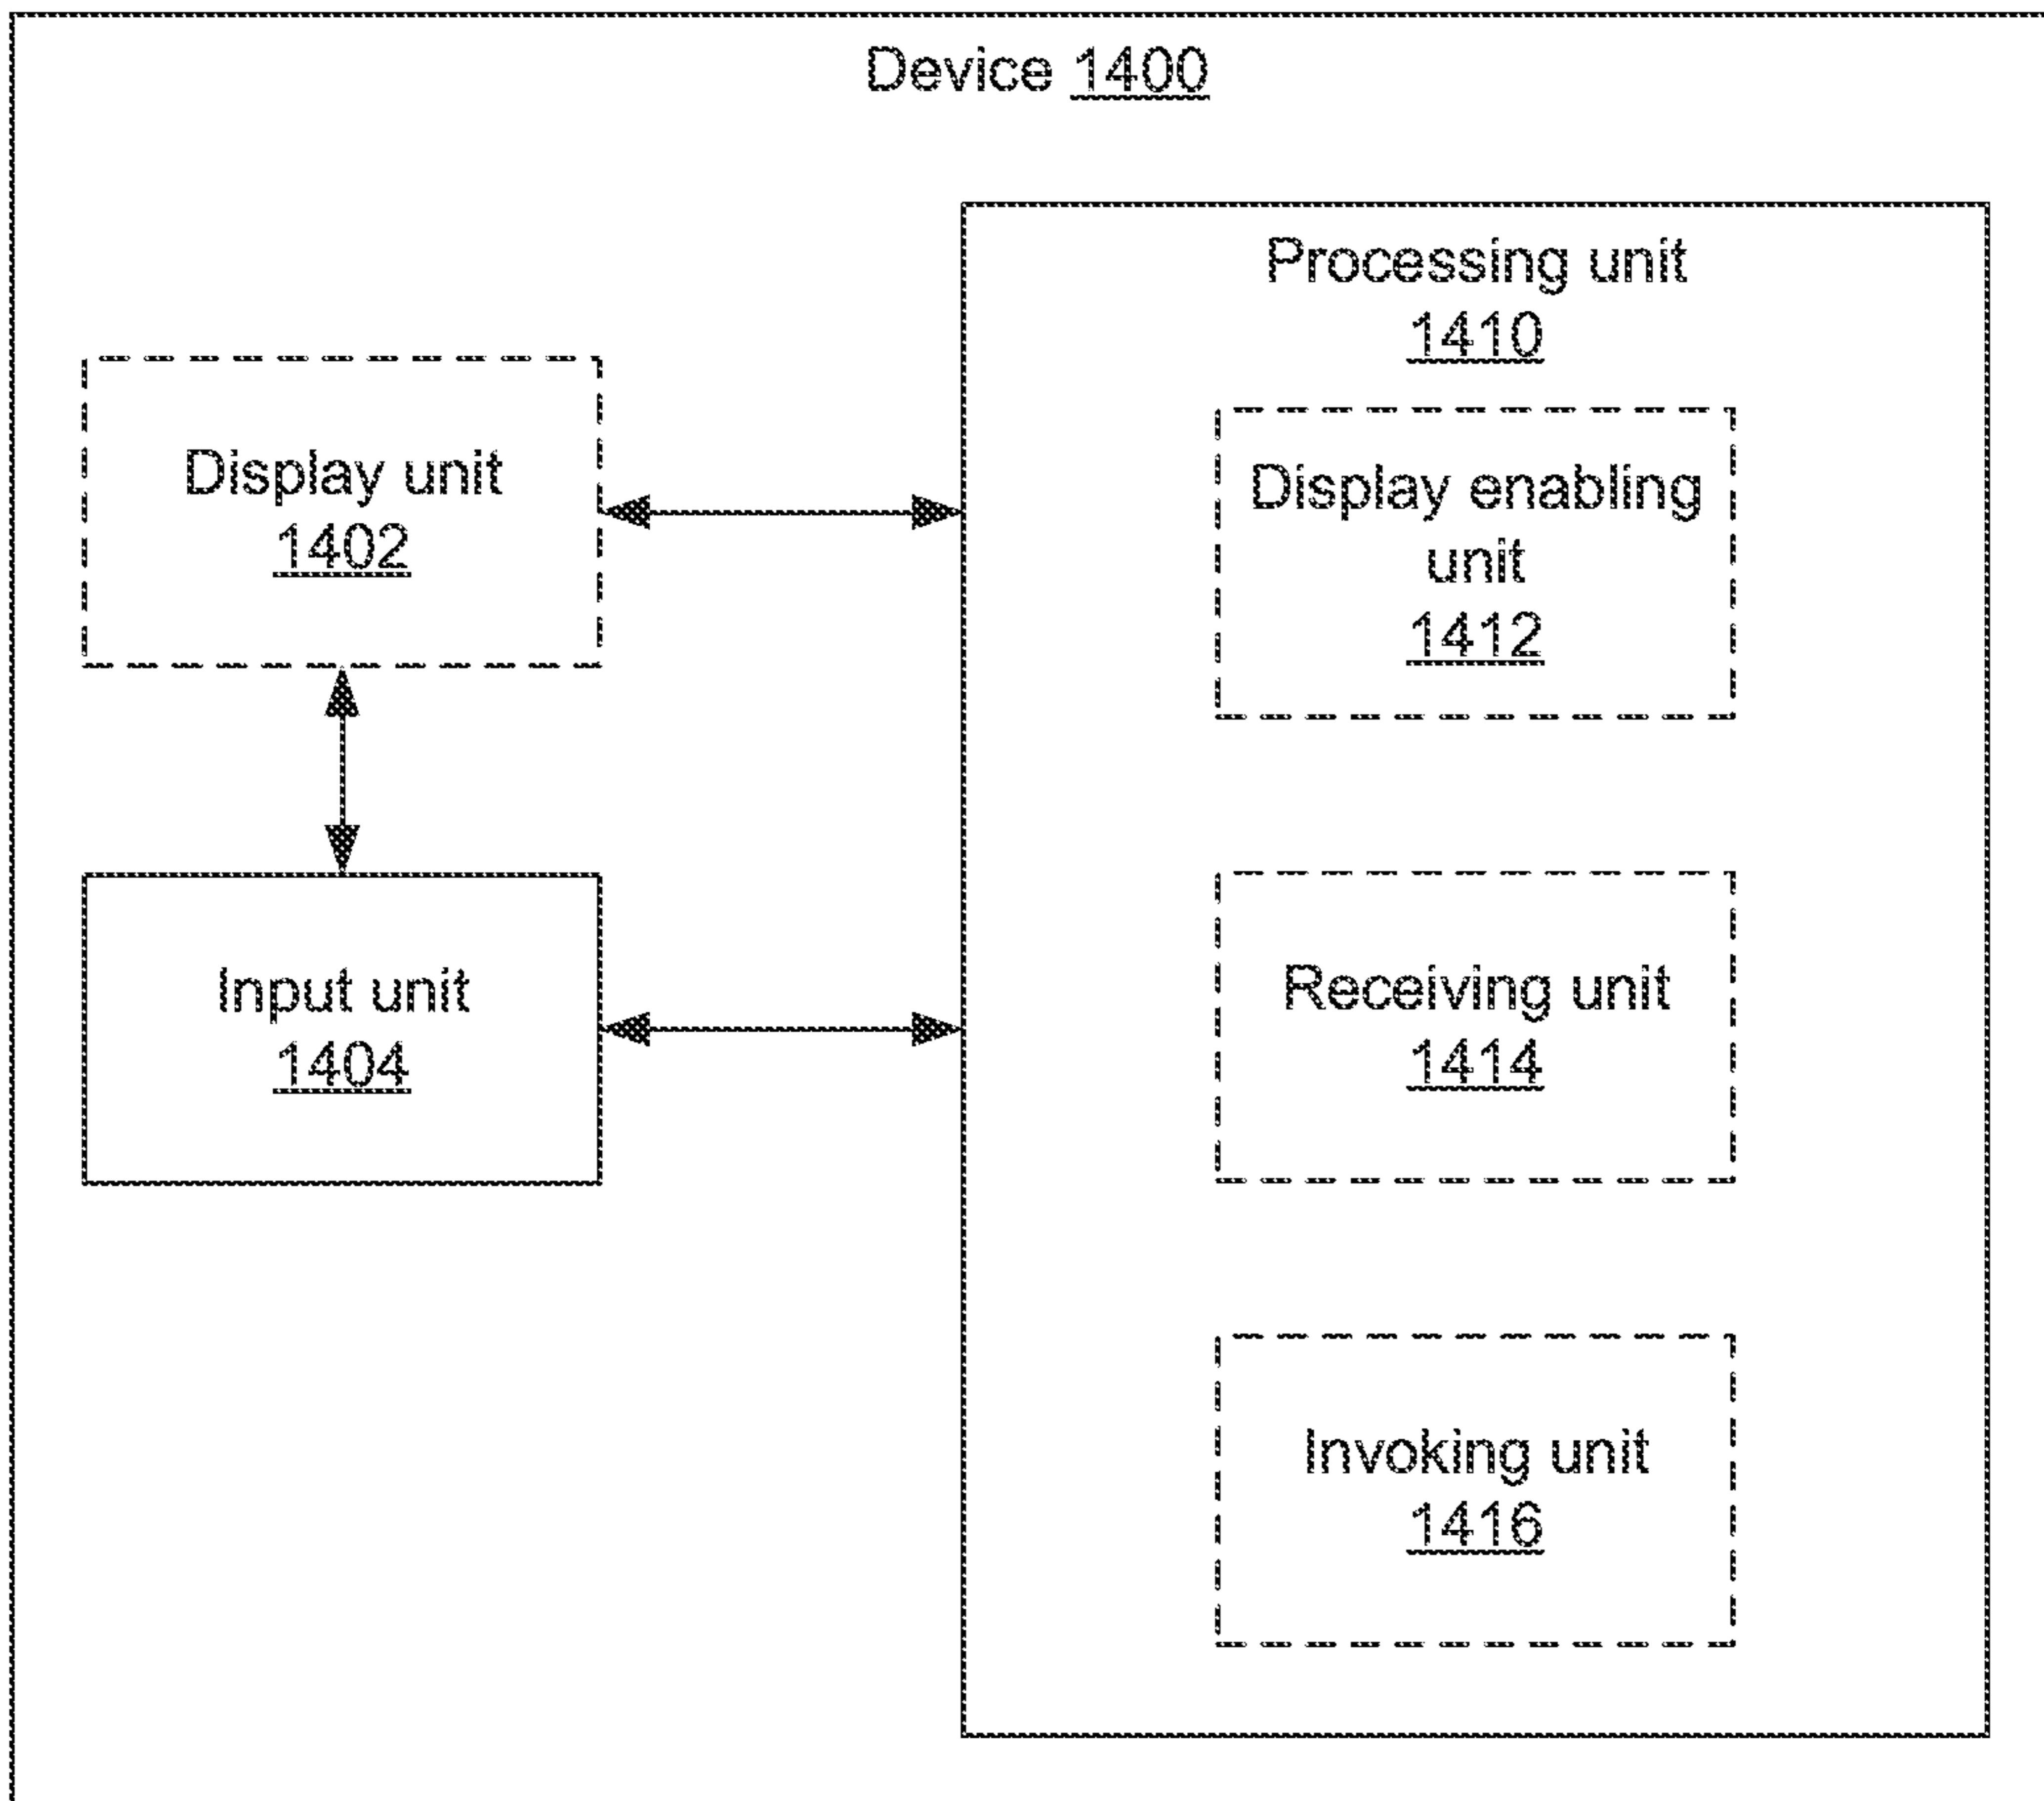 Device 1400
Processing unit
1410
Display unit
1402
Display enabling
unit
1412
Input unit
1404
Receiving unit
1414
Invoking unit
1416